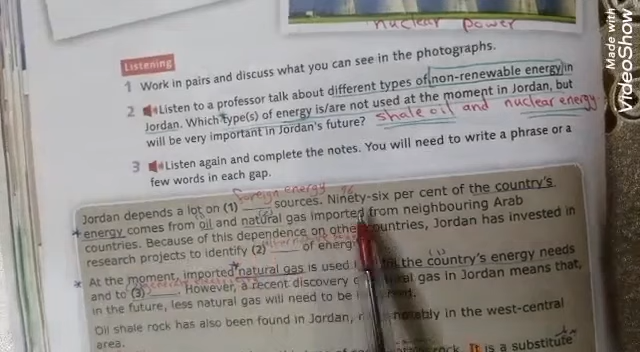 nuclear power
Made with
VideoShow
Listening
1 Work in pairs and discuss what you can see in the photographs.
2 Listen to a professor talk about different types of non-renewable energy in
Jordan. Which type(s) of energy is/are not used at the moment in Jordan, but
will be very important in Jordan's future? shale oil and nuclear energy.
3 Listen again and complete the notes. You will need to write a phrase or a
few words in each gap.
foreign energy 96
Jordan depends a lot on (1) ____ sources. Ninety-six per cent of the country's
energy comes from oil and natural gas imported from neighbouring Arab
countries. Because of this dependence on other countries, Jordan has invested in
research projects to identify (2) ____ of energy
At the moment, imported natural gas is used the country's energy needs
and to (3) ____. However, a recent discovery gas in Jordan means that,
in the future, less natural gas will need to be
Oil shale rock has also been found in Jordan, notably in the west-central
area. rock. It is a substitute